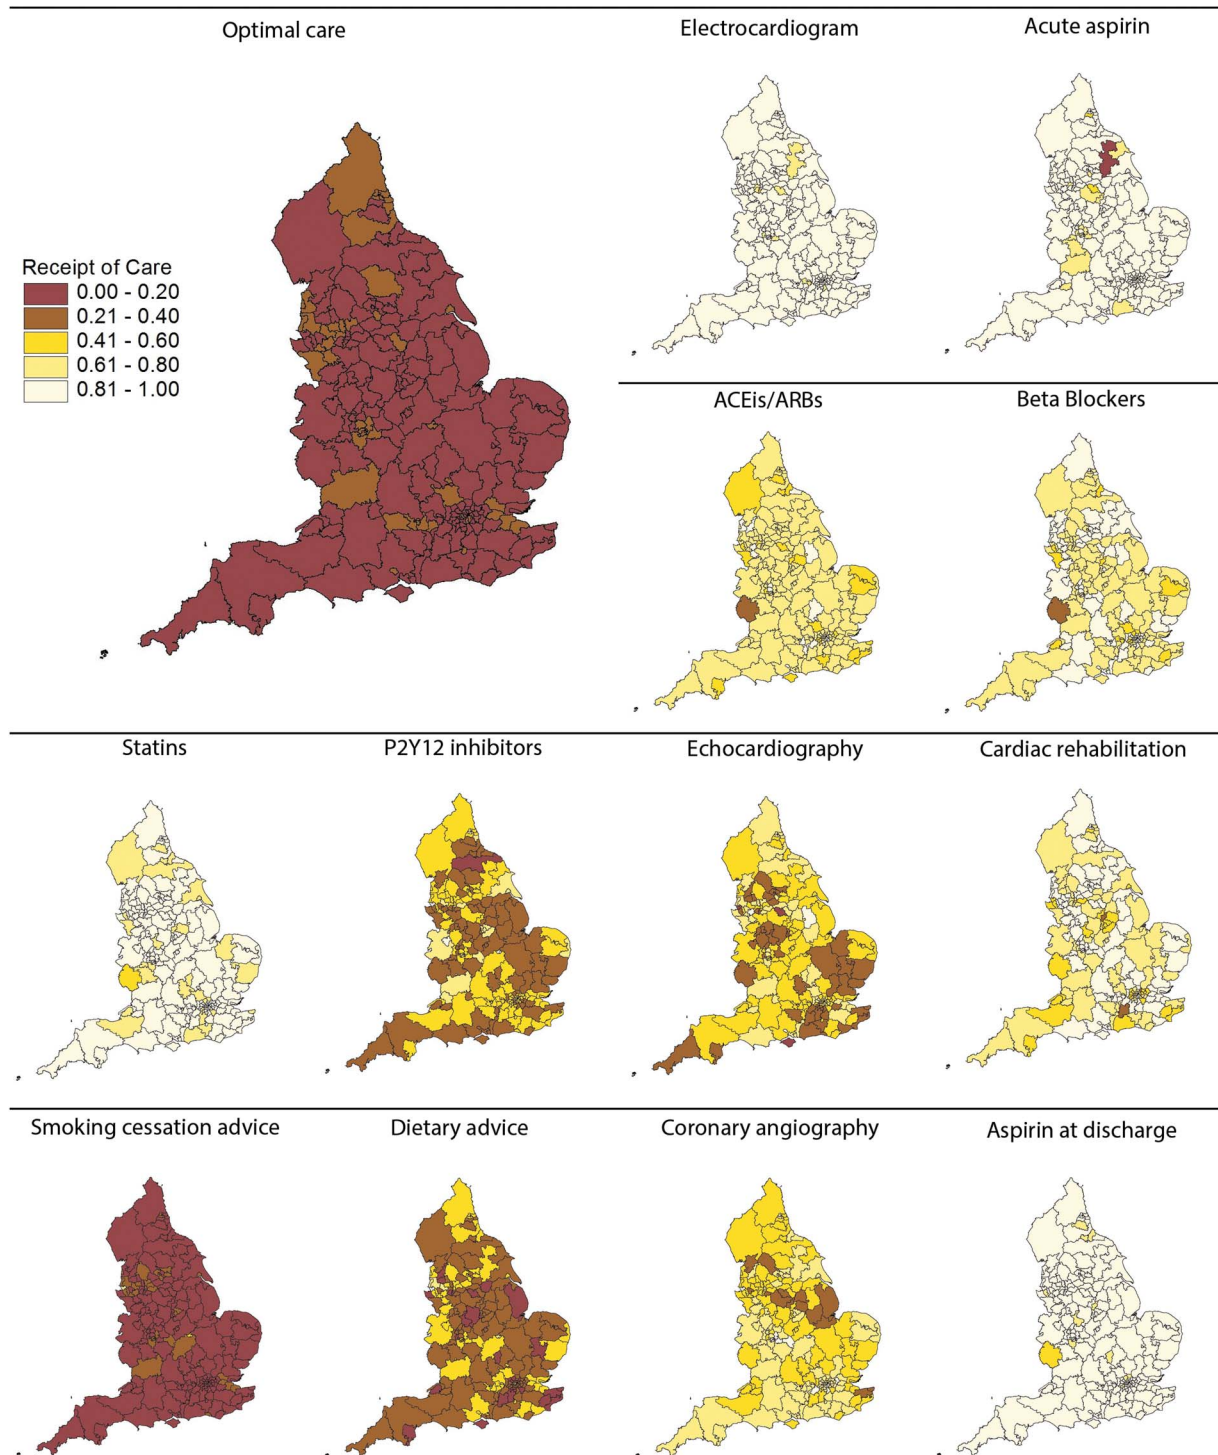 Optimal care
Electrocardiogram
Acute aspirin
Receipt of Care
0.00 - 0.20
0.21 - 0.40
0.41 - 0.60
0.61 - 0.80
0.81 - 1.00
ACEis/ARBs
Beta Blockers
Statins
P2Y12 inhibitors
Echocardiography
Cardiac rehabilitation
Smoking cessation advice
Dietary advice
Coronary angiography
Aspirin at discharge